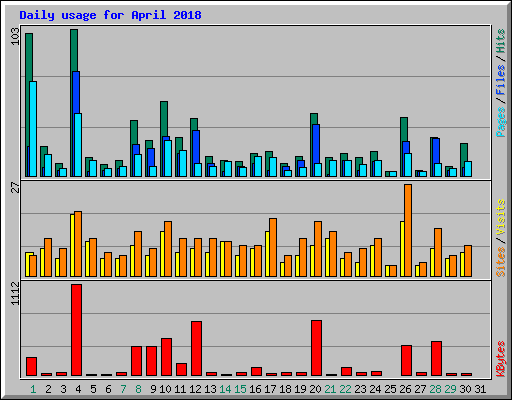 Daily usage for April 2018
103
Pages / Files / Hits
27
Sites / Visits
1112
KBytes
1 2 3 4 5 6 7 8 9 10 11 12 13 14 15 16 17 18 19 20 21 22 23 24 25 26 27 28 29 30 31